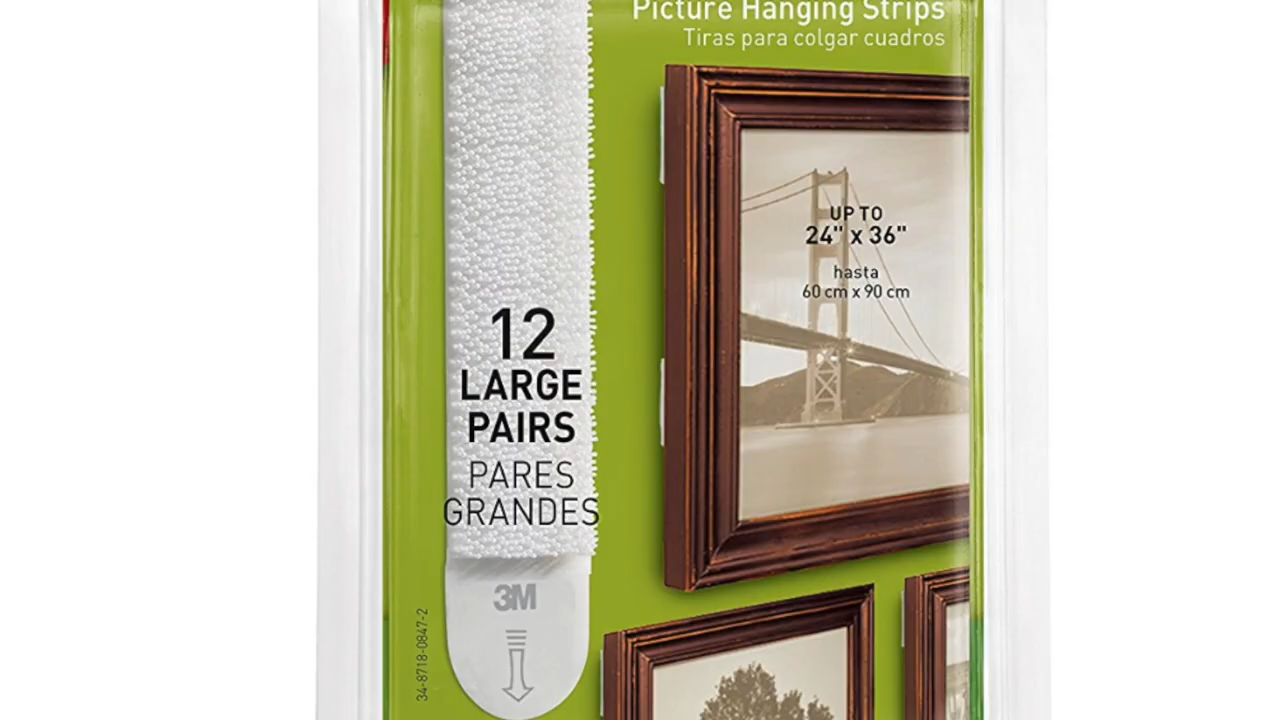 Picture Hanging Strips
Tiras para colgar cuadros
UP TO
24" x 36"
hasta
60 cm x 90 cm
12
LARGE
PAIRS
PARES
GRANDES
3M
34-8718-0847-2